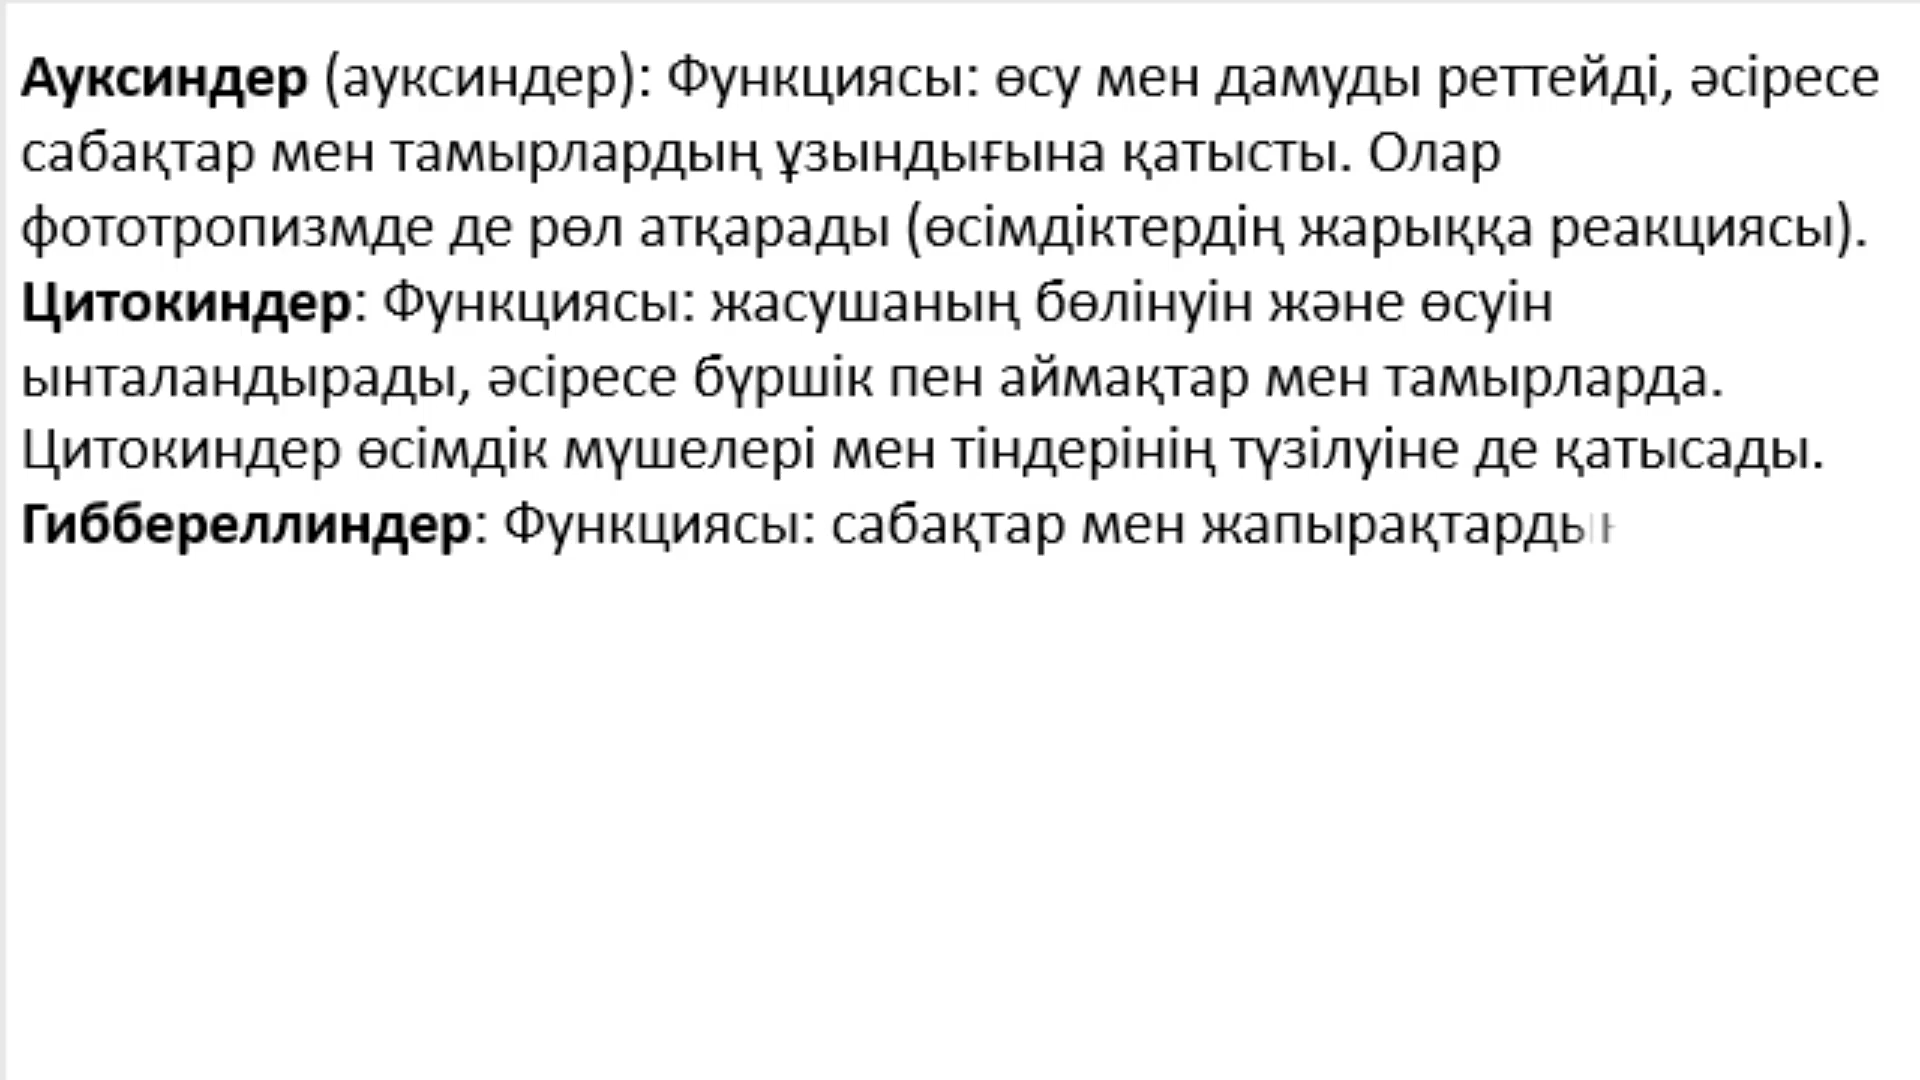 Ауксиндер (ауксиндер): Функциясы: өсу мен дамуды реттейді, әсіресе
сабақтар мен тамырлардың ұзындығына қатысты. Олар
фототропизмде де рөл атқарады (өсімдіктердің жарыққа реакциясы).
Цитокиндер: Функциясы: жасушаның бөлінуін және өсуін
ынталандырады, әсіресе бүршік пен аймақтар мен тамырларда.
Цитокиндер өсімдік мүшелері мен тіндерінің түзілуіне де қатысады.
Гиббереллиндер: Функциясы: сабақтар мен